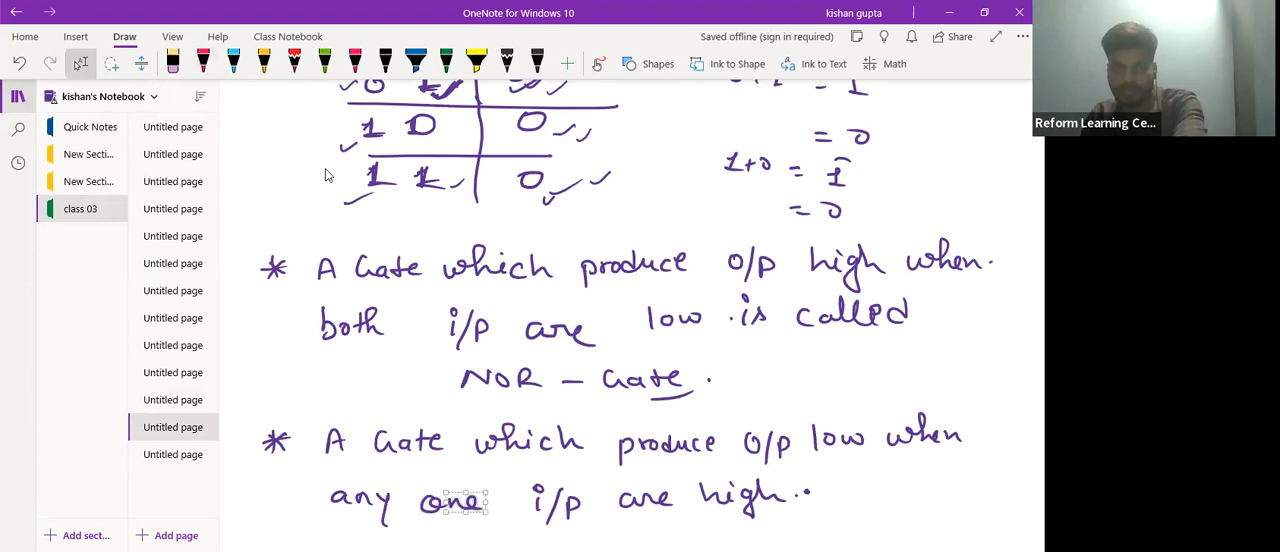 OneNote for Windows 10
kishan gupta
Home Insert Draw View Help Class Notebook
Saved offline (sign in required) Share
Shapes Ink to Shape Ink to Text Math
kishan's Notebook
Quick Notes
New Secti...
New Secti...
class 03
Untitled page
Untitled page
Untitled page
Untitled page
Untitled page
Untitled page
Untitled page
Untitled page
Untitled page
Untitled page
Untitled page
Untitled page
Untitled page
Add sect...
Add page
Reform Learning Ce...
1 0 0
1 1 0
= 1
= 0
1+0 = 1̅
= 0
* A Gate which produce o/p high when.
both i/p are low . is called
NOR - Gate .
* A Gate which produce o/p low when
any one i/p are high .